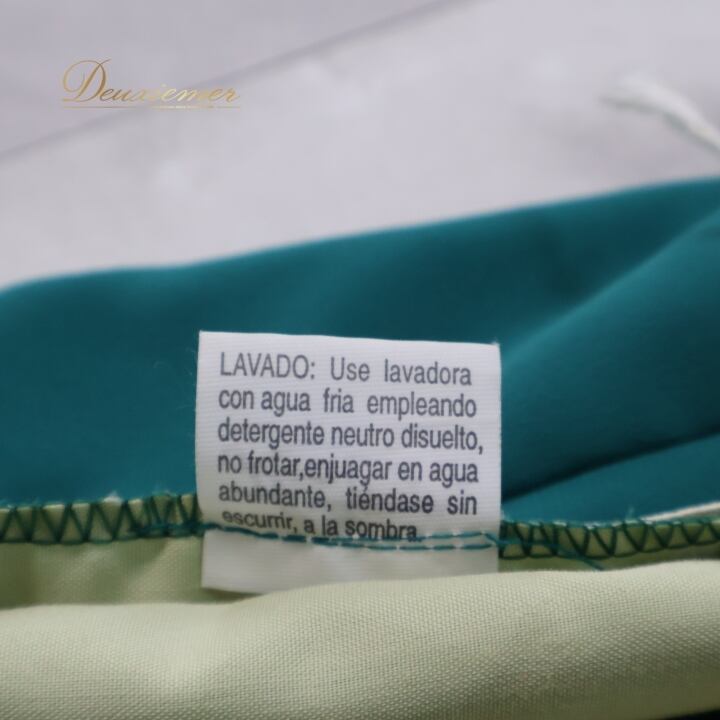 Deuxiemer
LAVADO: Use lavadora
con agua fria empleando
detergente neutro disuelto,
no frotar,enjuagar en agua
abundante, tiéndase sin
escurrir, a la sombra.